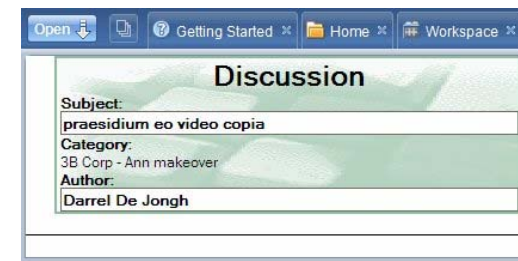 Open Getting Started Home Workspace
Discussion
Subject:
praesidium eo video copia
Category:
3B Corp - Ann makeover
Author:
Darrel De Jongh